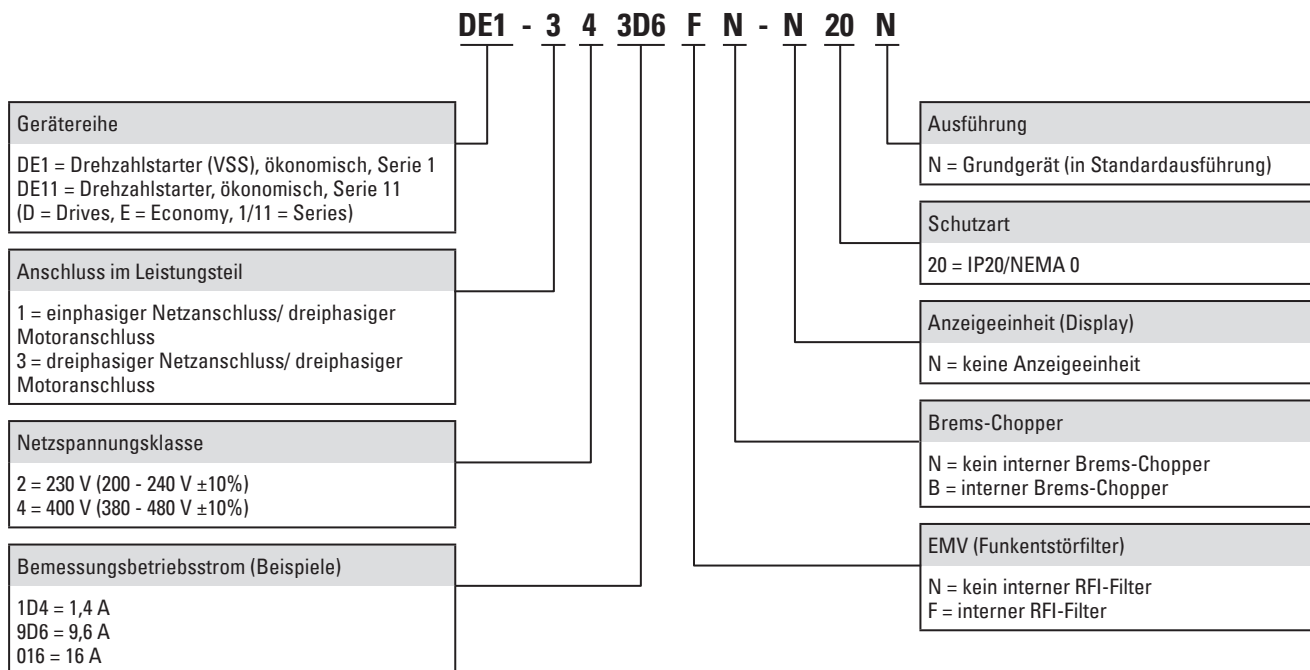 DE1 - 3 4 3D6 F N - N 20 N
Gerätereihe
DE1 = Drehzahlstarter (VSS), ökonomisch, Serie 1
DE11 = Drehzahlstarter, ökonomisch, Serie 11
(D = Drives, E = Economy, 1/11 = Series)
Anschluss im Leistungsteil
1 = einphasiger Netzanschluss/ dreiphasiger
Motoranschluss
3 = dreiphasiger Netzanschluss/ dreiphasiger
Motoranschluss
Netzspannungsklasse
2 = 230 V (200 - 240 V ±10%)
4 = 400 V (380 - 480 V ±10%)
Bemessungsbetriebsstrom (Beispiele)
1D4 = 1,4 A
9D6 = 9,6 A
016 = 16 A
Ausführung
N = Grundgerät (in Standardausführung)
Schutzart
20 = IP20/NEMA 0
Anzeigeeinheit (Display)
N = keine Anzeigeeinheit
Brems-Chopper
N = kein interner Brems-Chopper
B = interner Brems-Chopper
EMV (Funkentstörfilter)
N = kein interner RFI-Filter
F = interner RFI-Filter